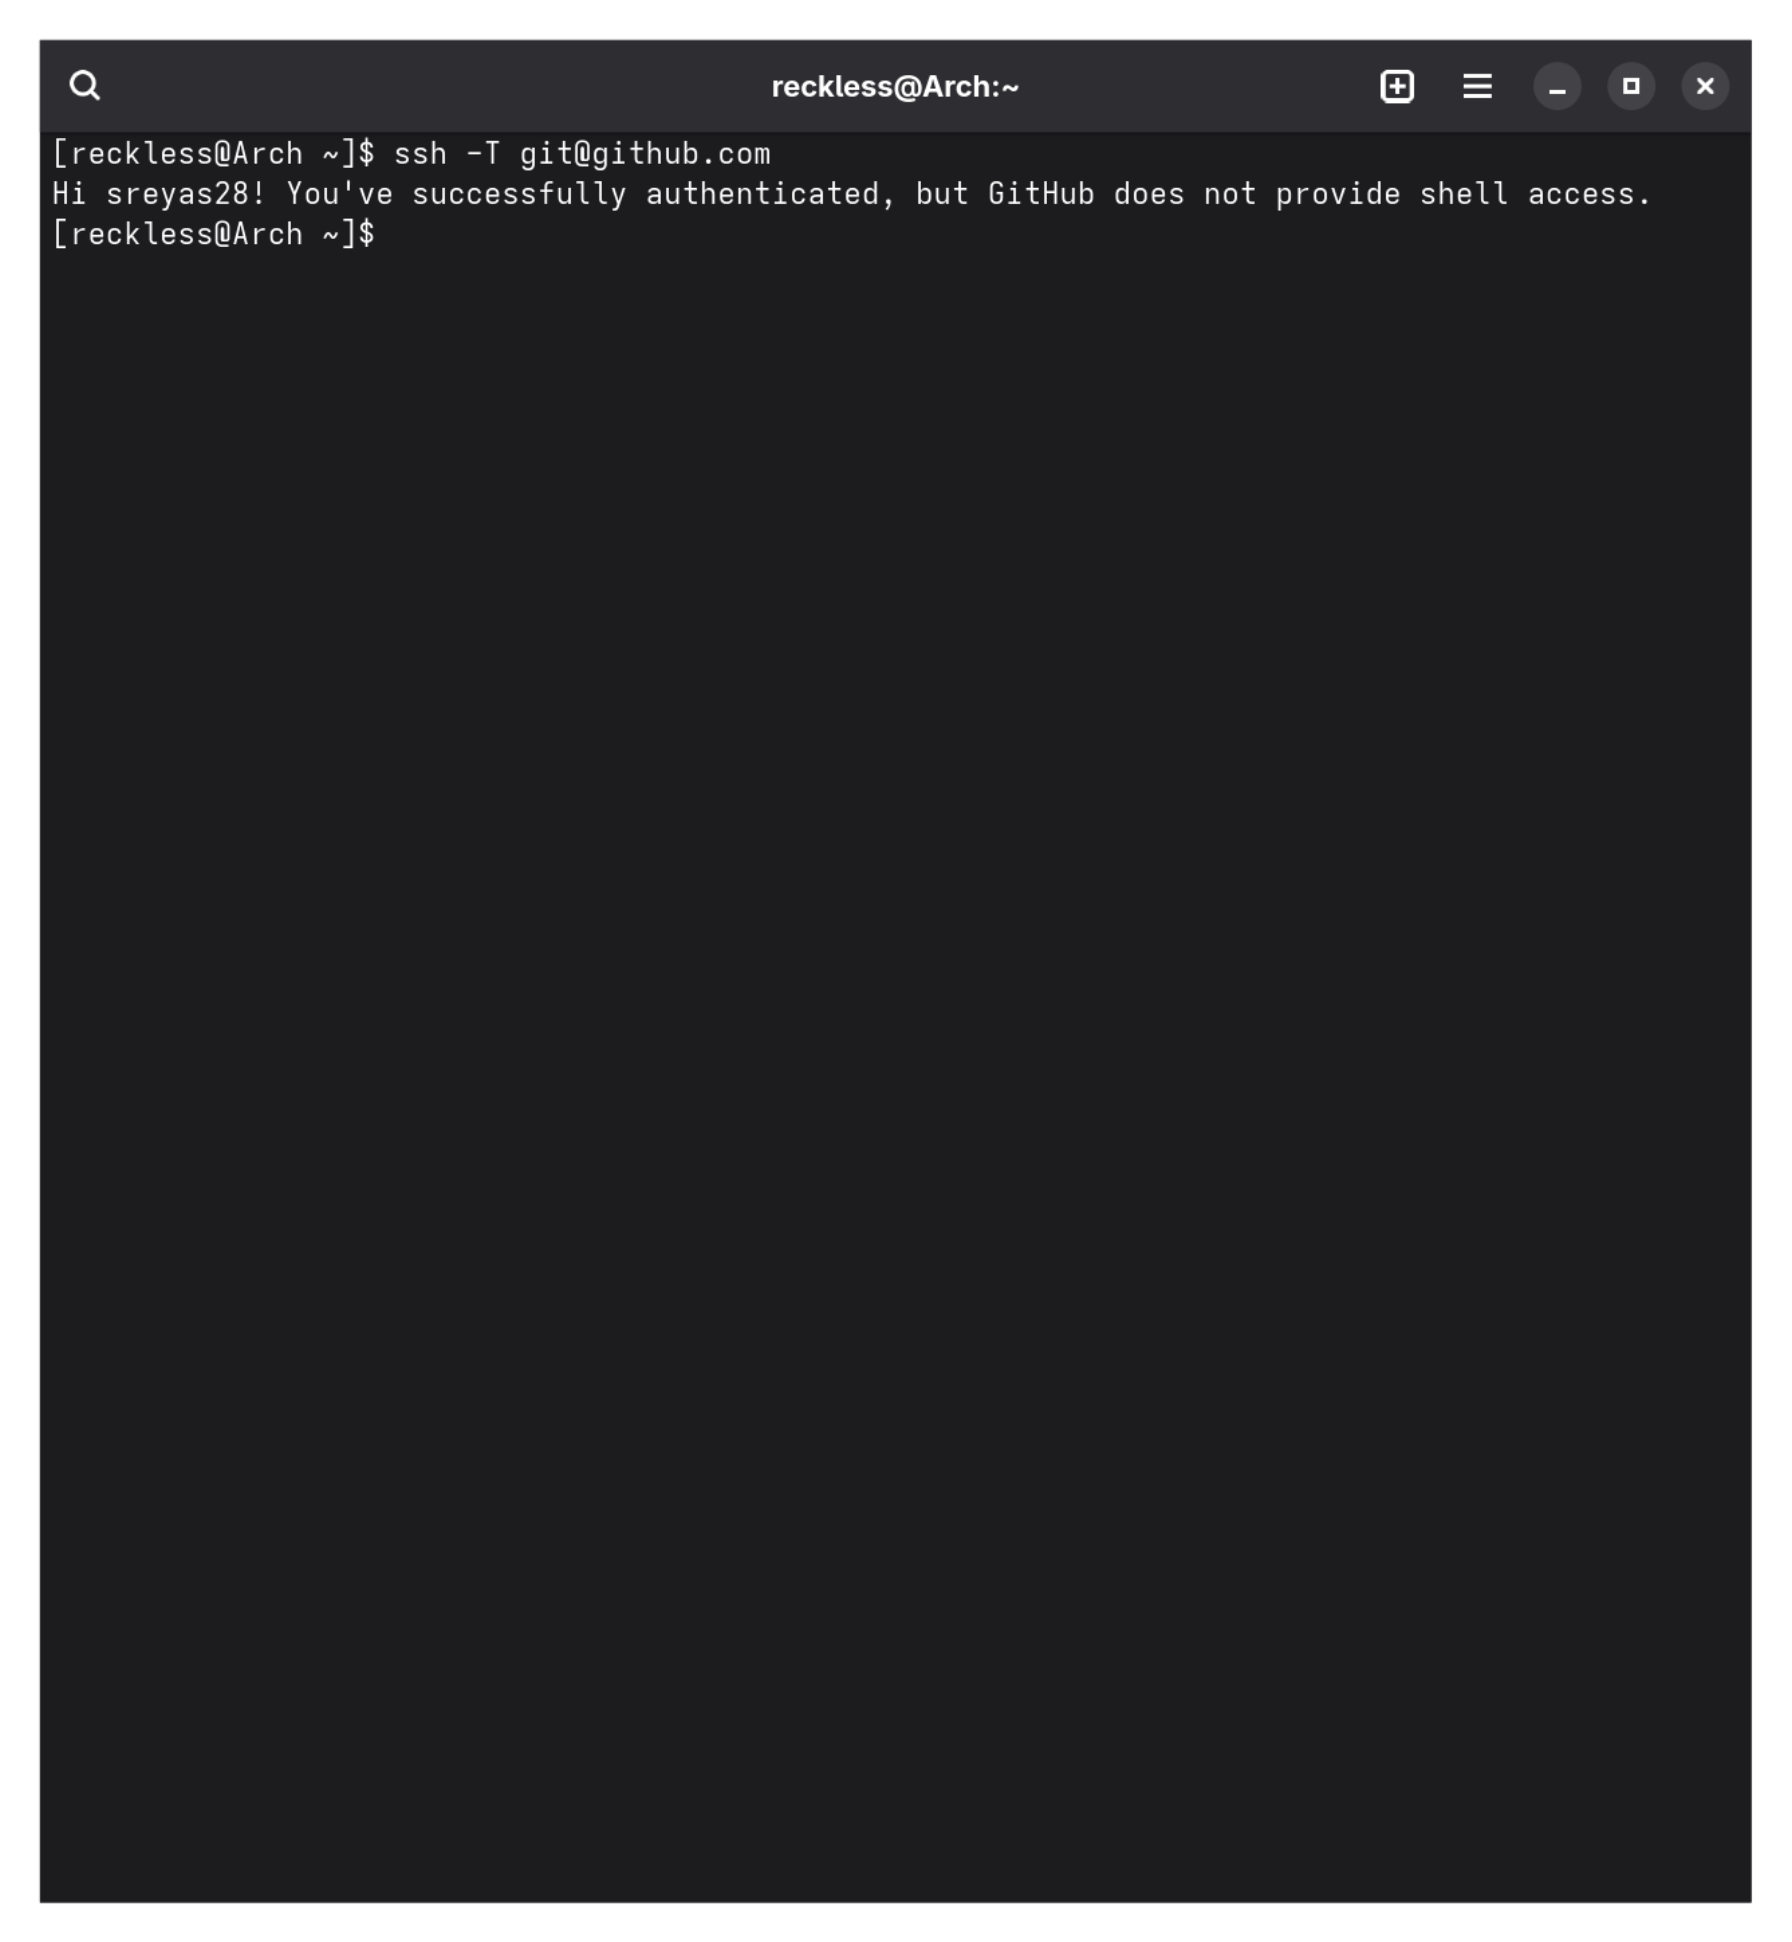 reckless@Arch:~
[reckless@Arch ~]$ ssh -T git@github.com
Hi sreyas28! You've successfully authenticated, but GitHub does not provide shell access.
[reckless@Arch ~]$